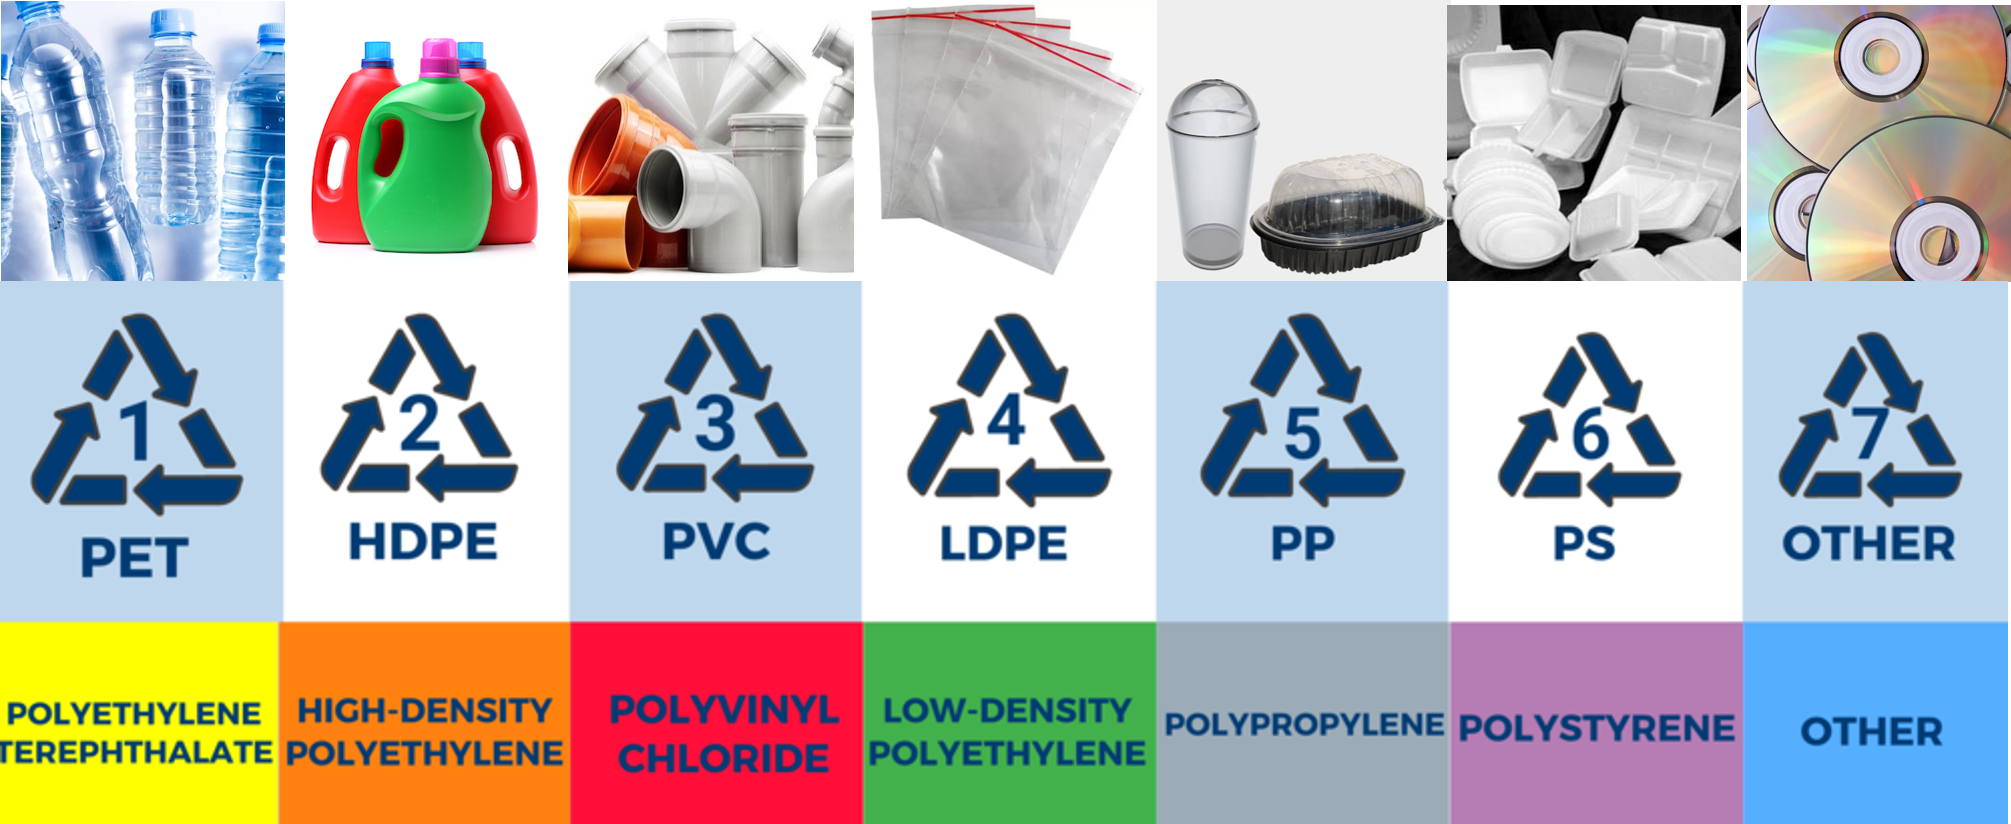 1
2
3
4
5
6
7
PET
HDPE
PVC
LDPE
PP
PS
OTHER
POLYETHYLENE
TEREPHTHALATE
HIGH-DENSITY
POLYETHYLENE
POLYVINYL
CHLORIDE
LOW-DENSITY
POLYETHYLENE
POLYPROPYLENE
POLYSTYRENE
OTHER